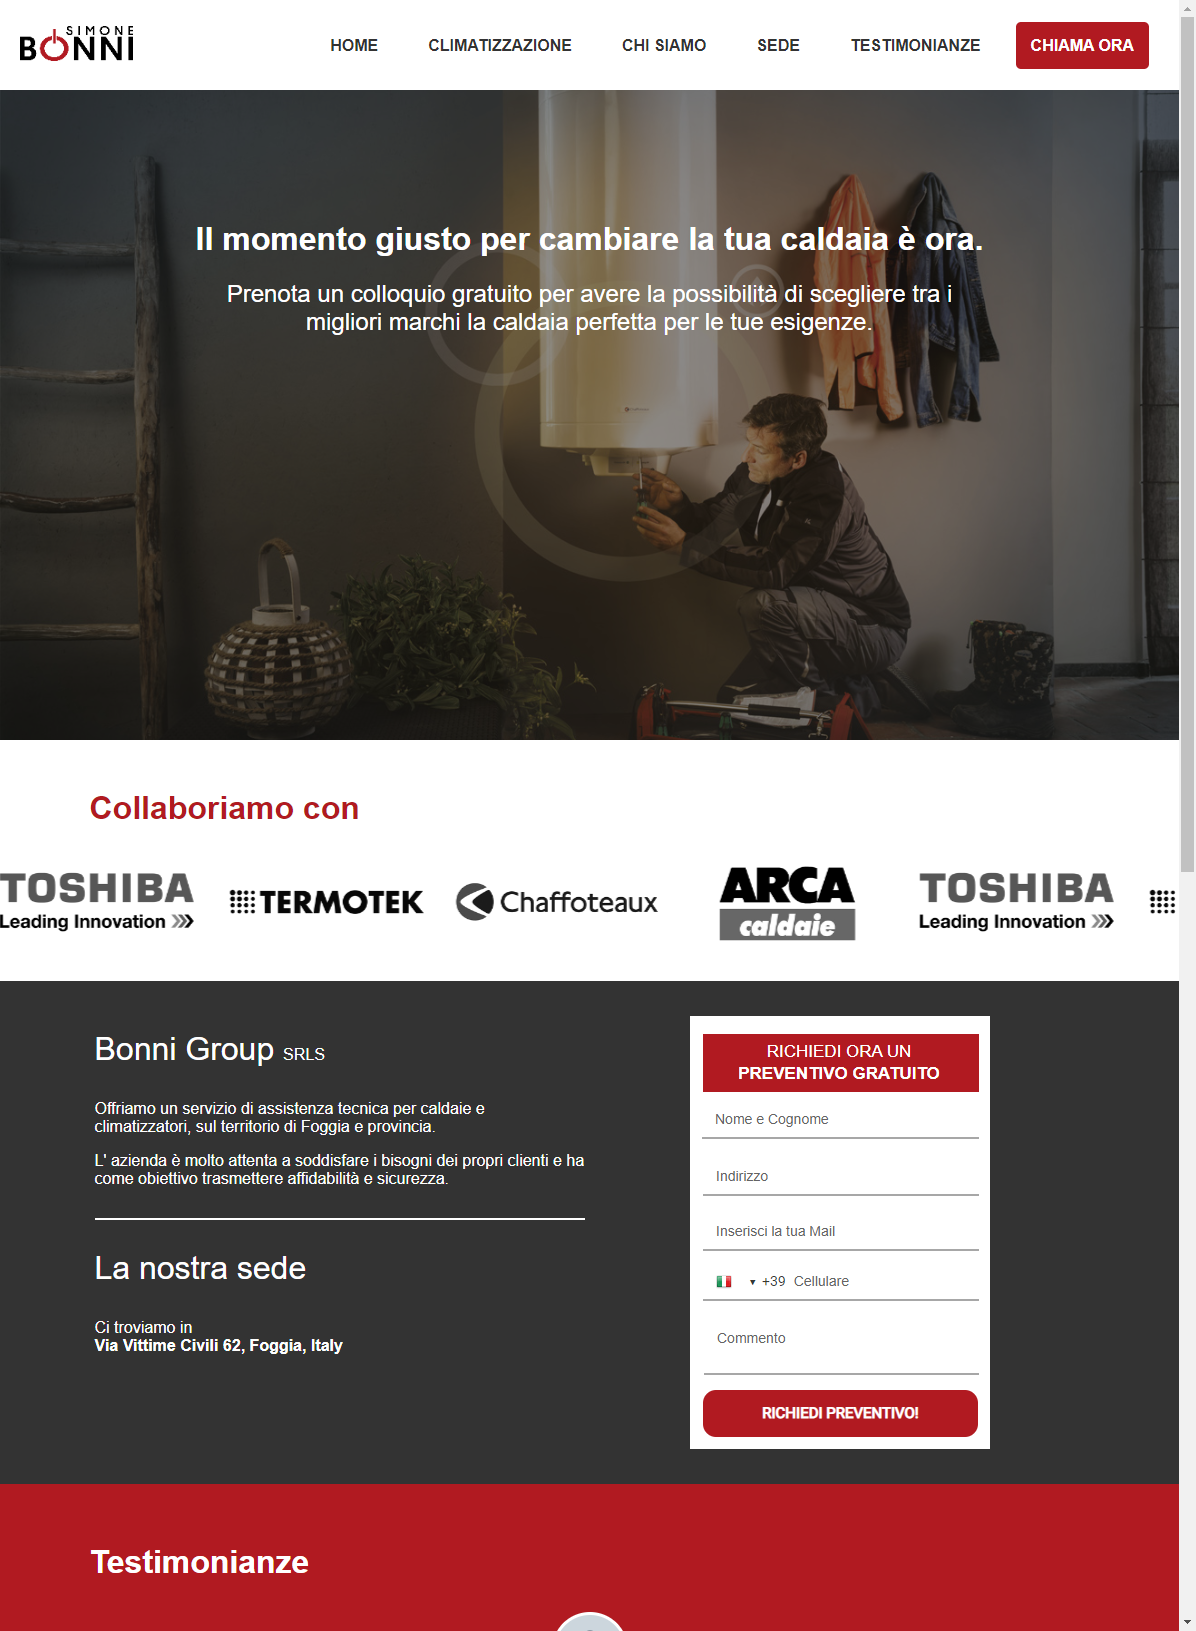 SIMONE
BONNI
HOME
CLIMATIZZAZIONE
CHI SIAMO
SEDE
TESTIMONIANZE
CHIAMA ORA
Il momento giusto per cambiare la tua caldaia è ora.
Prenota un colloquio gratuito per avere la possibilità di scegliere tra i
migliori marchi la caldaia perfetta per le tue esigenze.
Collaboriamo con
TOSHIBA
Leading Innovation
TERMOTEK
Chaffoteaux
ARCA
caldaie
TOSHIBA
Leading Innovation
Bonni Group SRLS
Offriamo un servizio di assistenza tecnica per caldaie e
climatizzatori, sul territorio di Foggia e provincia.
L' azienda è molto attenta a soddisfare i bisogni dei propri clienti e ha
come obiettivo trasmettere affidabilità e sicurezza.
La nostra sede
Ci troviamo in
Via Vittime Civili 62, Foggia, Italy
RICHIEDI ORA UN
PREVENTIVO GRATUITO
Nome e Cognome
Indirizzo
Inserisci la tua Mail
+39 Cellulare
Commento
RICHIEDI PREVENTIVO!
Testimonianze